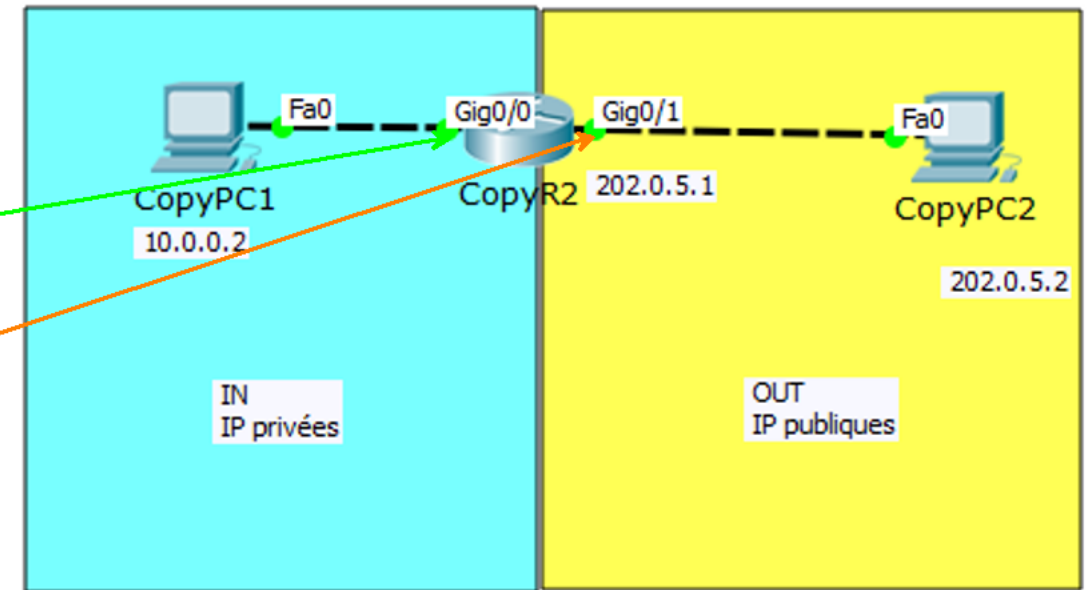 Fa0
Gig0/0
Gig0/1
Fa0
CopyPC1
CopyR2
202.0.5.1
CopyPC2
10.0.0.2
202.0.5.2
IN
IP privées
OUT
IP publiques